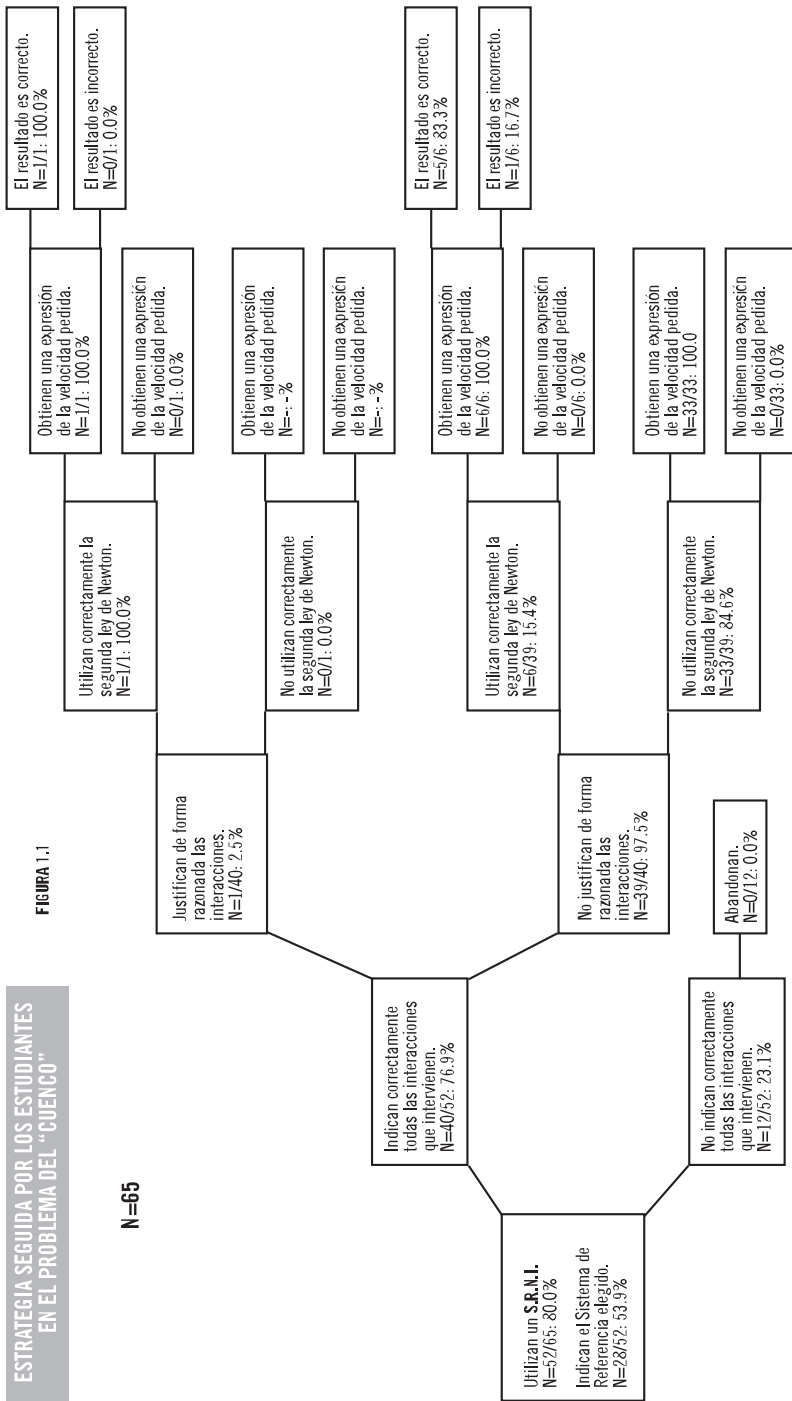 ESTRATEGIA SEGUIDA POR LOS ESTUDIANTES
EN EL PROBLEMA DEL “CUENCO”
FIGURA 1.1
N=65
Utilizan un S.R.N.I.
N=52/65: 80.0%
Indican el Sistema de
Referencia elegido.
N=28/52: 53.9%
Indican correctamente
todas las interacciones
que intervienen.
N=40/52: 76.9%
No indican correctamente
todas las interacciones
que intervienen.
N=12/52: 23.1%
Justifican de forma
razonada las
interacciones.
N=1/40: 2.5%
No justifican de forma
razonada las
interacciones.
N=39/40: 97.5%
Abandonan.
N=0/12: 0.0%
Utilizan correctamente la
segunda ley de Newton.
N=1/1: 100.0%
No utilizan correctamente
la segunda ley de Newton.
N=0/1: 0.0%
Utilizan correctamente la
segunda ley de Newton.
N=6/39: 15.4%
No utilizan correctamente
la segunda ley de Newton.
N=33/39: 84.6%
Obtienen una expresión
de la velocidad pedida.
N=1/1: 100.0%
No obtienen una expresión
de la velocidad pedida.
N=0/1: 0.0%
Obtienen una expresión
de la velocidad pedida.
N=-: -%
No obtienen una expresión
de la velocidad pedida.
N=-: -%
Obtienen una expresión
de la velocidad pedida.
N=6/6: 100.0%
No obtienen una expresión
de la velocidad pedida.
N=0/6: 0.0%
Obtienen una expresión
de la velocidad pedida.
N=33/33: 100.0
No obtienen una expresión
de la velocidad pedida.
N=0/33: 0.0%
El resultado es correcto.
N=1/1: 100.0%
El resultado es incorrecto.
N=0/1: 0.0%
El resultado es correcto.
N=5/6: 83.3%
El resultado es incorrecto.
N=1/6: 16.7%